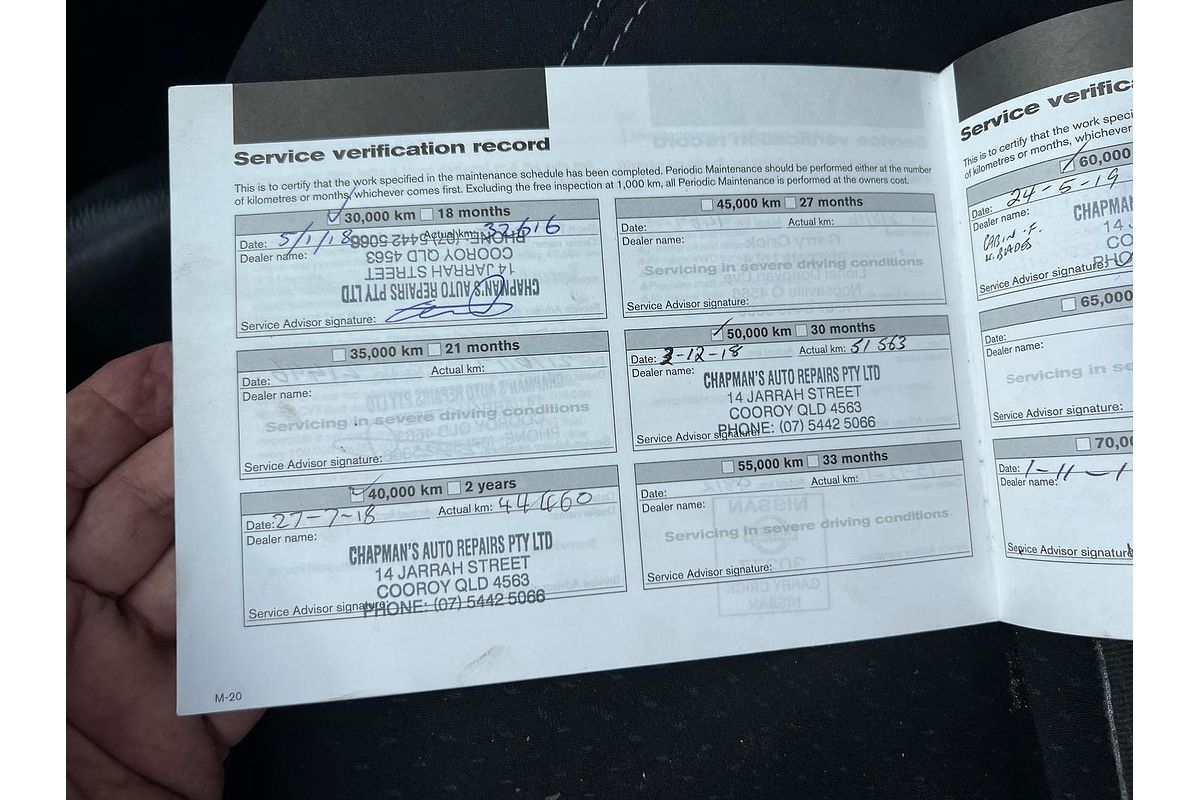 Service verification record
This is to certify that the work specified in the maintenance schedule has been completed. Periodic Maintenance should be performed either at the number
of kilometres or months, whichever comes first. Excluding the free inspection at 1,000 km, all Periodic Maintenance is performed at the owners cost.
30,000 km 18 months
Date: 5/1/18 Actual km: 32616
Dealer name:
CHAPMAN'S AUTO REPAIRS PTY LTD
14 JARRAH STREET
COOROY QLD 4563
PHONE: (07) 5442 5066
Service Advisor signature:
35,000 km 21 months
Date: Actual km:
Dealer name:
Servicing in severe driving conditions
Service Advisor signature:
40,000 km 2 years
Date: 27-7-18 Actual km: 44460
Dealer name:
CHAPMAN'S AUTO REPAIRS PTY LTD
14 JARRAH STREET
COOROY QLD 4563
PHONE: (07) 5442 5066
Service Advisor signature:
M-20
45,000 km 27 months
Date: Actual km:
Dealer name:
Servicing in severe driving conditions
Service Advisor signature:
50,000 km 30 months
Date: 3-12-18 Actual km: 51563
Dealer name:
CHAPMAN'S AUTO REPAIRS PTY LTD
14 JARRAH STREET
COOROY QLD 4563
PHONE: (07) 5442 5066
Service Advisor signature:
55,000 km 33 months
Date: Actual km:
Dealer name:
Servicing in severe driving conditions
Service Advisor signature:
Service verific
This is to certify that the work speci
of kilometres or months, whichever
60,000
Date: 24-5-19
Dealer name:
CHAPMAN
14 J
CO
PHO
CABIN .F.
W. BLADES
Service Advisor signature:
65,000
Date:
Dealer name:
Servicing in se
Service Advisor signature:
70,00
Date: 1-11-1
Dealer name:
Service Advisor signature